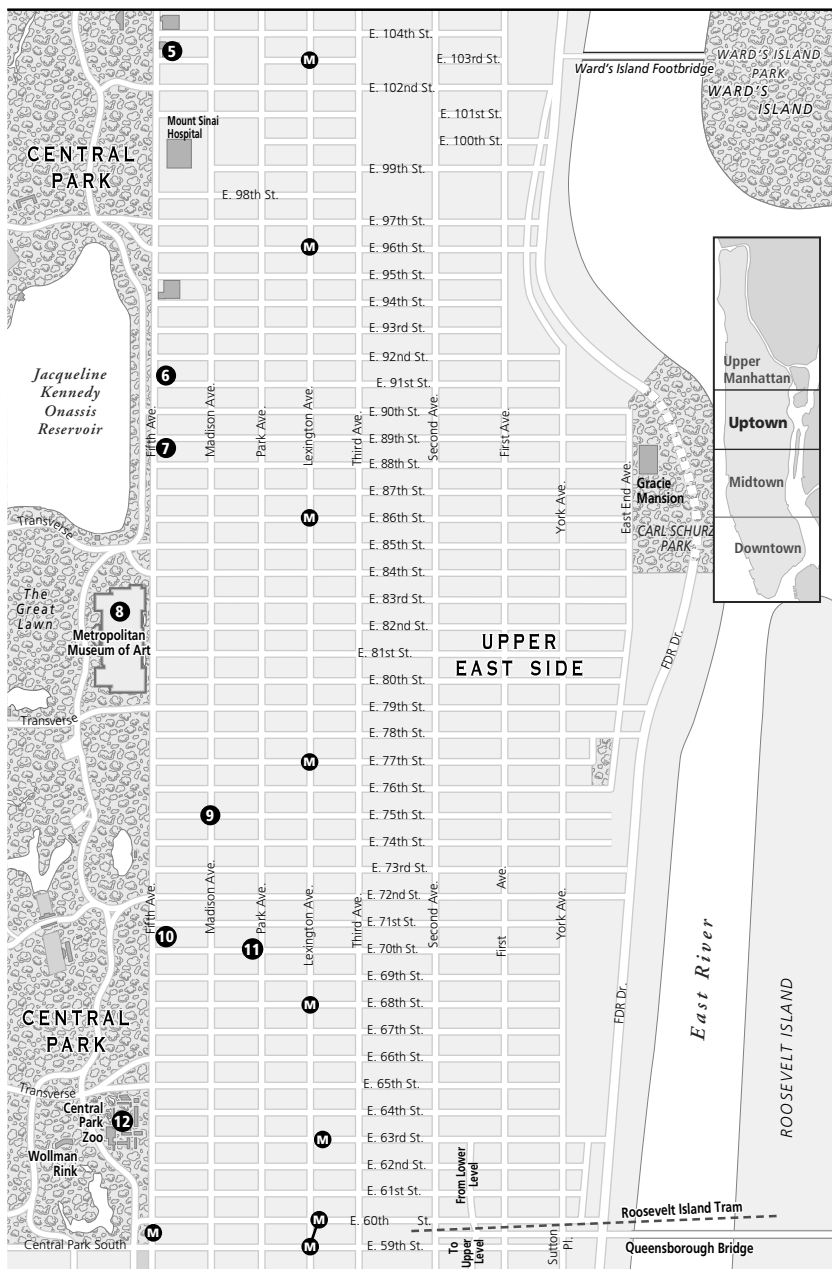 E. 104th St.
5
M
E. 103rd St.
Ward's Island Footbridge
WARD'S ISLAND
PARK
WARD'S
ISLAND
E. 102nd St.
E. 101st St.
Mount Sinai
Hospital
E. 100th St.
CENTRAL
PARK
E. 99th St.
E. 98th St.
E. 97th St.
M
E. 96th St.
E. 95th St.
E. 94th St.
E. 93rd St.
E. 92nd St.
6
E. 91st St.
Jacqueline
Kennedy
Onassis
Reservoir
Upper
Manhattan
Uptown
Midtown
Downtown
Fifth Ave.
Madison Ave.
Park Ave.
Lexington Ave.
Third Ave.
Second Ave.
First Ave.
York Ave.
East End Ave.
E. 90th St.
E. 89th St.
7
E. 88th St.
Gracie
Mansion
E. 87th St.
M
E. 86th St.
Transverse
CARL SCHURZ
PARK
E. 85th St.
E. 84th St.
The
Great
Lawn
8
Metropolitan
Museum of Art
E. 83rd St.
E. 82nd St.
UPPER
EAST SIDE
E. 81st St.
E. 80th St.
FDR Dr.
E. 79th St.
Transverse
E. 78th St.
M
E. 77th St.
E. 76th St.
9
E. 75th St.
E. 74th St.
E. 73rd St.
Fifth Ave.
Madison Ave.
Park Ave.
Lexington Ave.
Third Ave.
Second Ave.
First
Ave.
York Ave.
E. 72nd St.
E. 71st St.
10
11
E. 70th St.
E. 69th St.
M
E. 68th St.
FDR Dr.
East River
ROOSEVELT ISLAND
CENTRAL
PARK
E. 67th St.
E. 66th St.
E. 65th St.
Transverse
E. 64th St.
Central
Park
Zoo
12
M
E. 63rd St.
Wollman
Rink
E. 62nd St.
From Lower
Level
E. 61st St.
Roosevelt Island Tram
M
E. 60th St.
M
Central Park South
M
E. 59th St.
To
Upper
Level
Sutton
Pl.
Queensborough Bridge